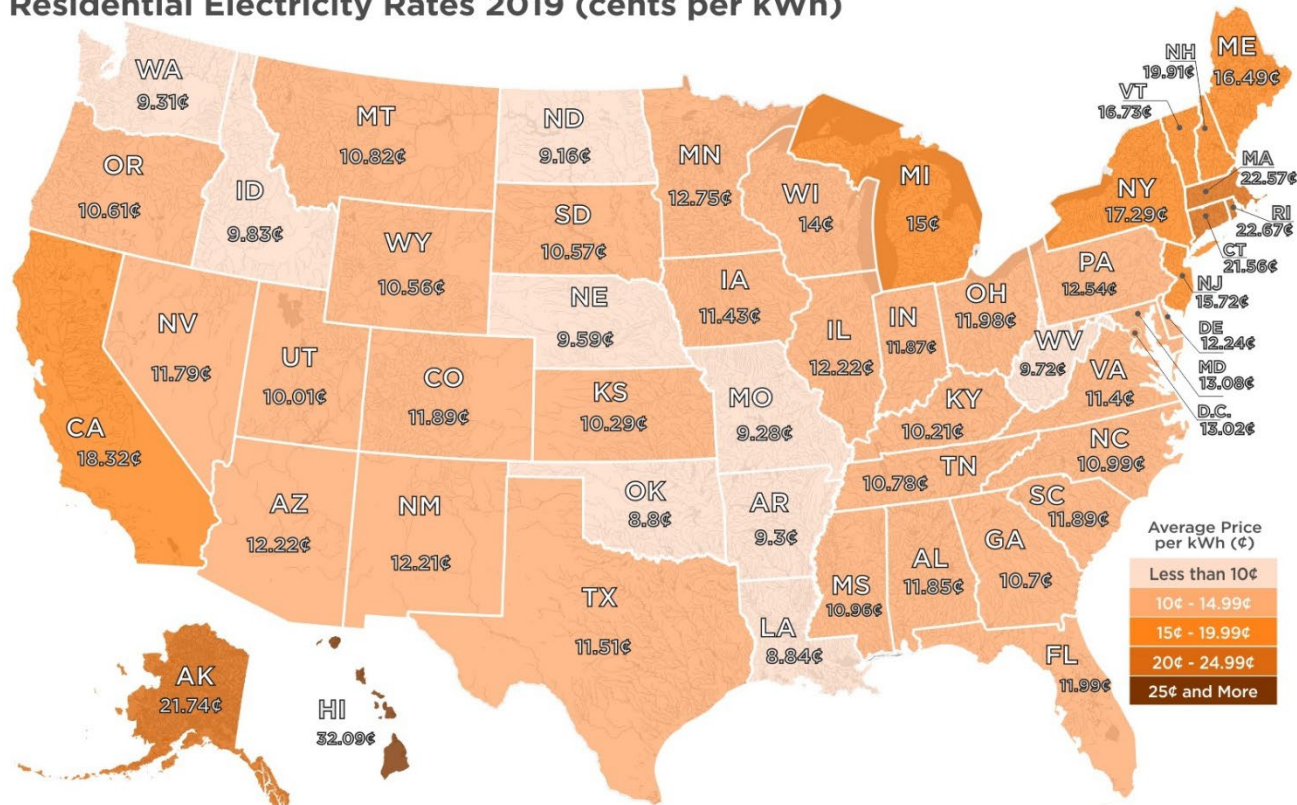 Residential Electricity Rates 2019 (cents per kWh)
WA
9.31¢
OR
10.61¢
ID
9.83¢
MT
10.82¢
WY
10.56¢
ND
9.16¢
SD
10.57¢
NE
9.59¢
MN
12.75¢
IA
11.43¢
WI
14¢
MI
15¢
NH
19.91¢
VT
16.73¢
ME
16.49¢
NY
17.29¢
MA
22.57¢
RI
22.67¢
CT
21.56¢
PA
12.54¢
NJ
15.72¢
DE
12.24¢
MD
13.08¢
D.C.
13.02¢
CA
18.32¢
NV
11.79¢
UT
10.01¢
CO
11.89¢
KS
10.29¢
MO
9.28¢
IL
12.22¢
IN
11.87¢
OH
11.98¢
WV
9.72¢
VA
11.4¢
KY
10.21¢
NC
10.99¢
TN
10.78¢
SC
11.89¢
AZ
12.22¢
NM
12.21¢
OK
8.8¢
AR
9.3¢
TX
11.51¢
LA
8.84¢
MS
10.96¢
AL
11.85¢
GA
10.7¢
FL
11.99¢
AK
21.74¢
HI
32.09¢
Average Price
per kWh (¢)
Less than 10¢
10¢ - 14.99¢
15¢ - 19.99¢
20¢ - 24.99¢
25¢ and More